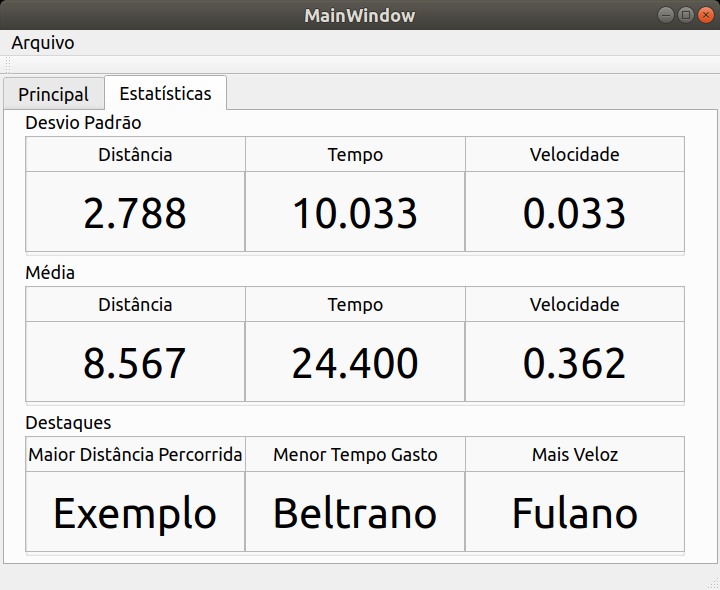 MainWindow
Arquivo
Principal Estatísticas
Desvio Padrão
Distância Tempo Velocidade
2.788 10.033 0.033
Média
Distância Tempo Velocidade
8.567 24.400 0.362
Destaques
Maior Distância Percorrida Menor Tempo Gasto Mais Veloz
Exemplo Beltrano Fulano